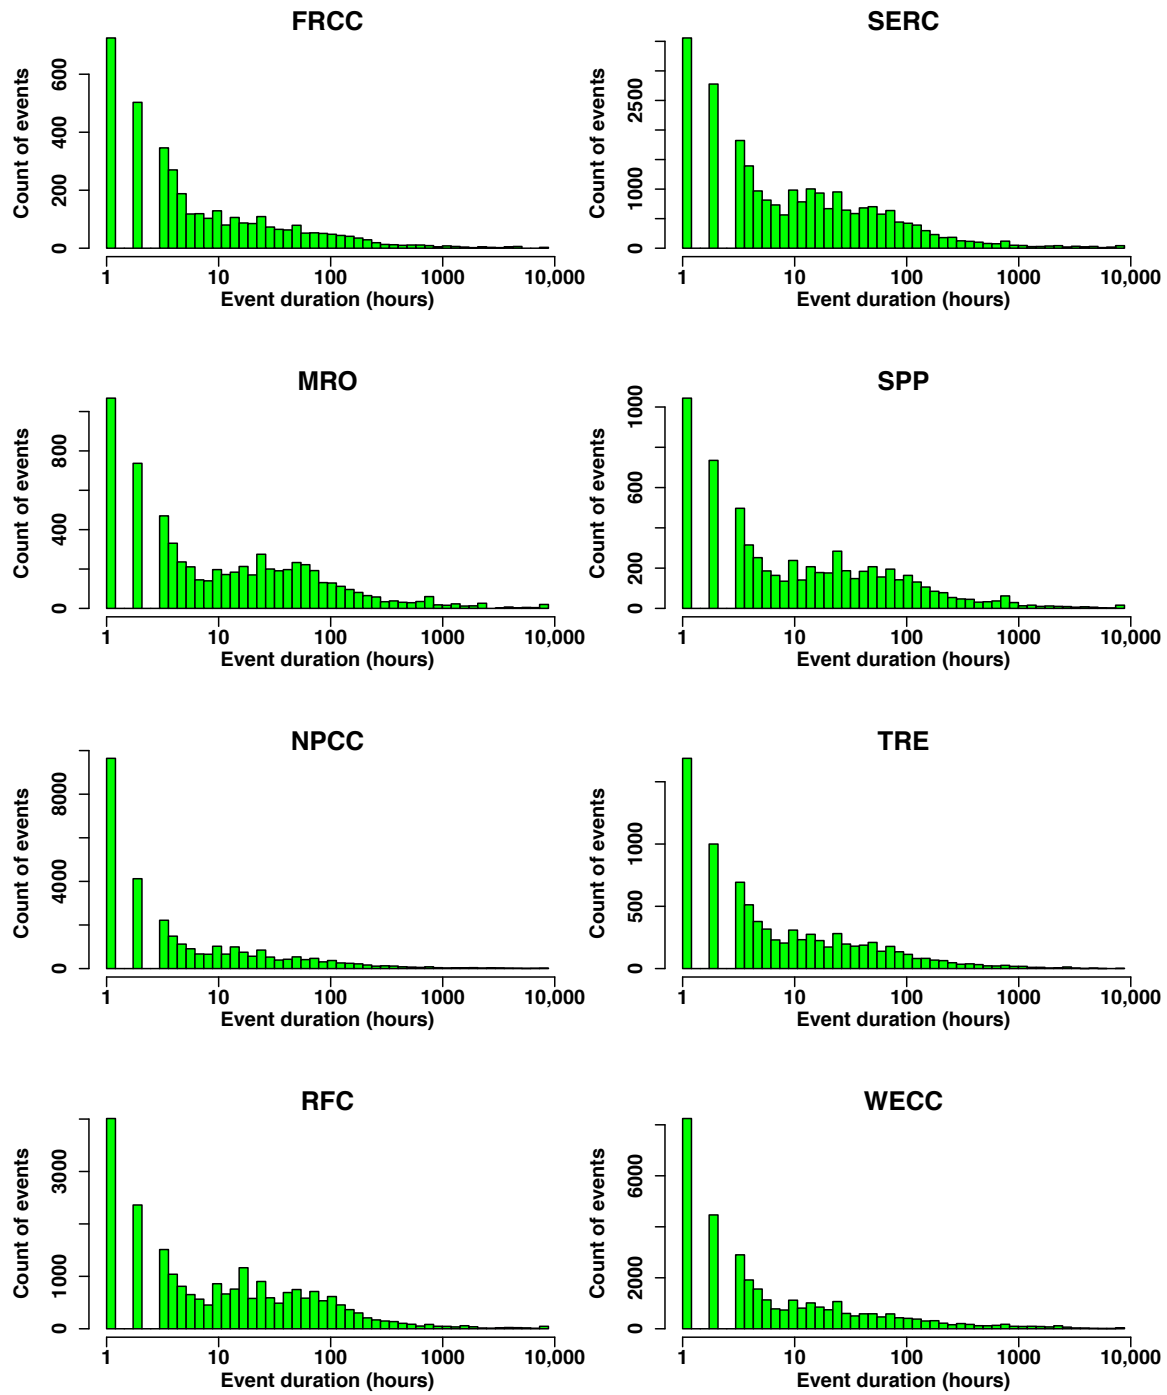 FRCC
Count of events
0 200 400 600
1 10 100 1000 10,000
Event duration (hours)
SERC
Count of events
0 1000 2500
1 10 100 1000 10,000
Event duration (hours)
MRO
Count of events
0 400 800
1 10 100 1000 10,000
Event duration (hours)
SPP
Count of events
0 200 600 1000
1 10 100 1000 10,000
Event duration (hours)
NPCC
Count of events
0 4000 8000
1 10 100 1000 10,000
Event duration (hours)
TRE
Count of events
0 500 1000
1 10 100 1000 10,000
Event duration (hours)
RFC
Count of events
0 1000 3000
1 10 100 1000 10,000
Event duration (hours)
WECC
Count of events
0 2000 6000
1 10 100 1000 10,000
Event duration (hours)